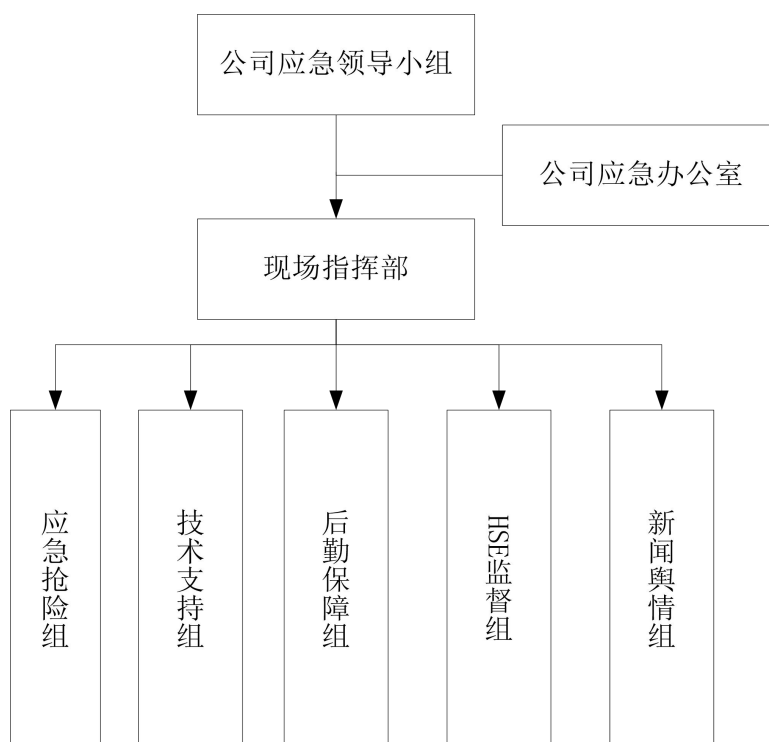 公司应急领导小组
公司应急办公室
现场指挥部
应急抢险组
技术支持组
后勤保障组
HSE监督组
新闻舆情组